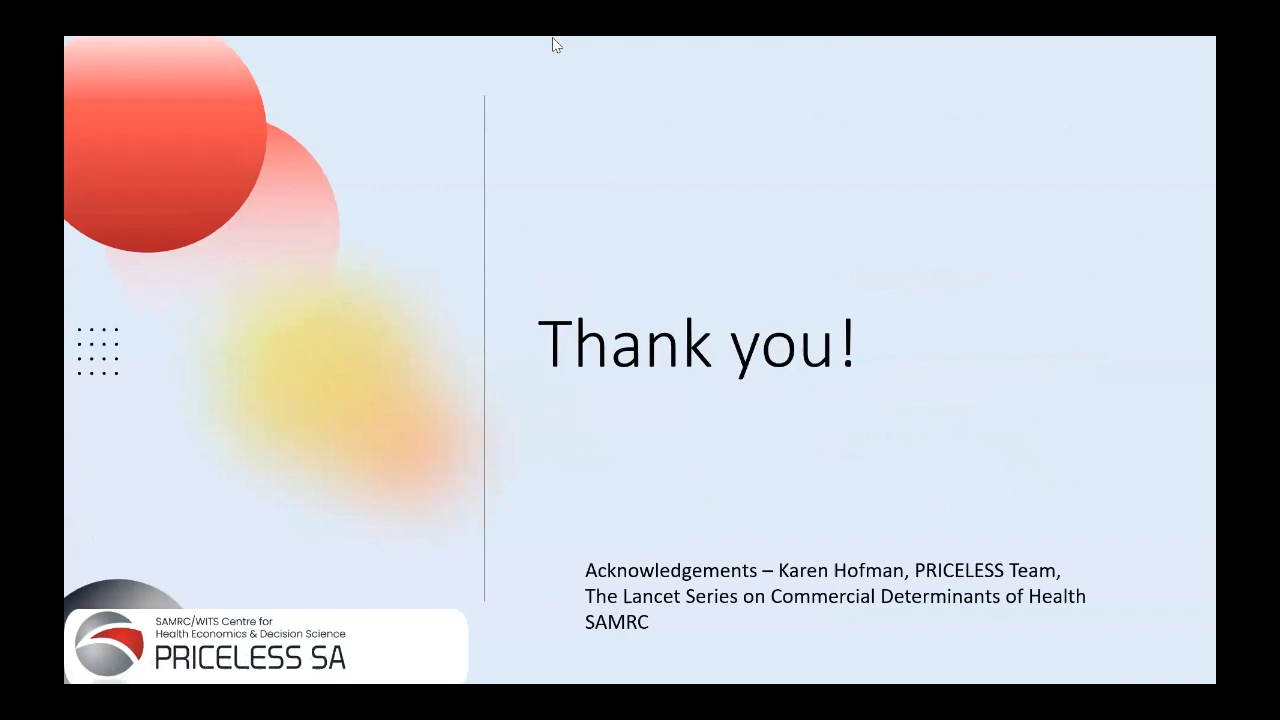 Thank you!
Acknowledgements – Karen Hofman, PRICELESS Team,
The Lancet Series on Commercial Determinants of Health
SAMRC
SAMRC/WITS Centre for
Health Economics & Decision Science
PRICELESS SA